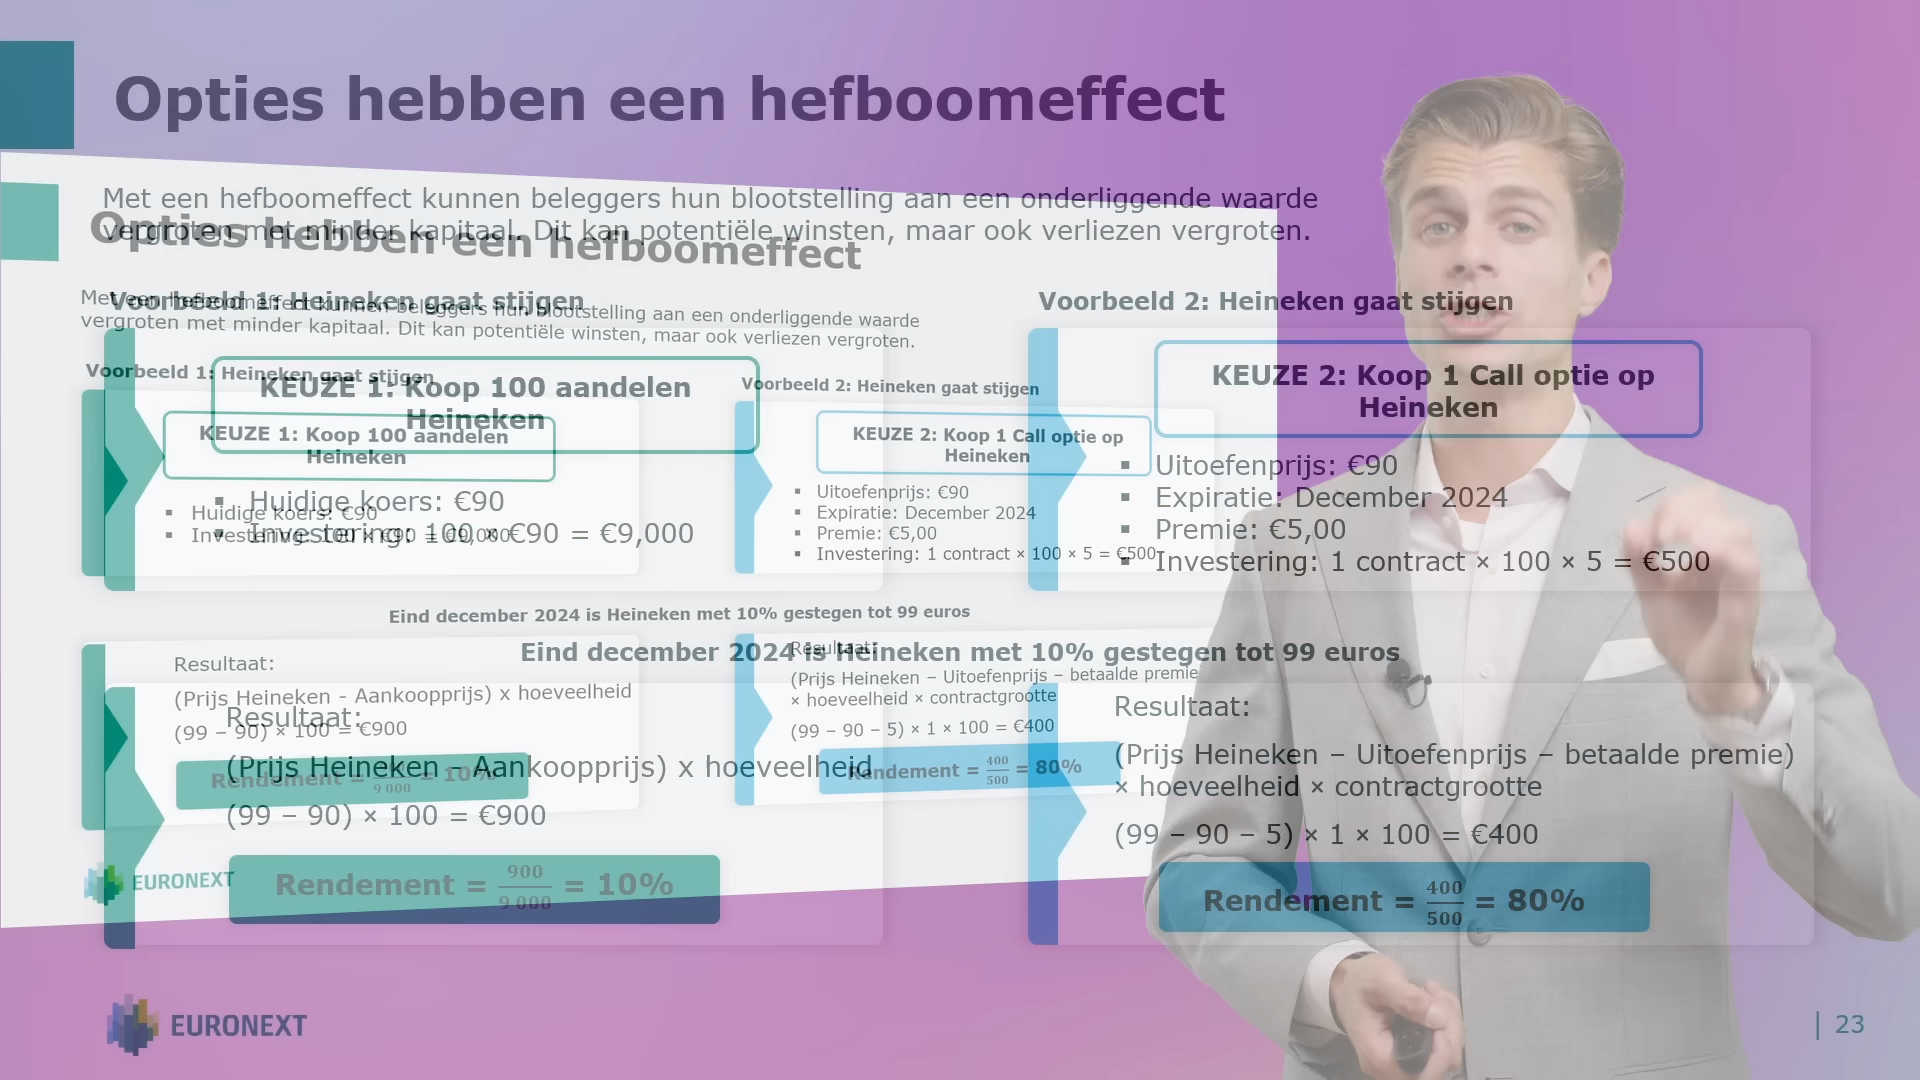 Opties hebben een hefboomeffect
Met een hefboomeffect kunnen beleggers hun blootstelling aan een onderliggende waarde
vergroten met minder kapitaal. Dit kan potentiële winsten, maar ook verliezen vergroten.
Voorbeeld 1: Heineken gaat stijgen
KEUZE 1: Koop 100 aandelen
Heineken
▪ Huidige koers: €90
▪ Investering: 100 × €90 = €9,000
Voorbeeld 2: Heineken gaat stijgen
KEUZE 2: Koop 1 Call optie op
Heineken
▪ Uitoefenprijs: €90
▪ Expiratie: December 2024
▪ Premie: €5,00
▪ Investering: 1 contract × 100 × 5 = €500
Eind december 2024 is Heineken met 10% gestegen tot 99 euros
Resultaat:
(Prijs Heineken – Aankoopprijs) x hoeveelheid
(99 – 90) × 100 = €900
Rendement = 900/9 000 = 10%
Resultaat:
(Prijs Heineken – Uitoefenprijs – betaalde premie)
× hoeveelheid × contractgrootte
(99 – 90 – 5) × 1 × 100 = €400
Rendement = 400/500 = 80%
EURONEXT
| 23
Opties hebben een hefboomeffect
Met een hefboomeffect kunnen beleggers hun blootstelling aan een onderliggende waarde
vergroten met minder kapitaal. Dit kan potentiële winsten, maar ook verliezen vergroten.
Voorbeeld 1: Heineken gaat stijgen
KEUZE 1: Koop 100 aandelen
Heineken
▪ Huidige koers: €90
▪ Investering: 100 × €90 = €9,000
Voorbeeld 2: Heineken gaat stijgen
KEUZE 2: Koop 1 Call optie op
Heineken
▪ Uitoefenprijs: €90
▪ Expiratie: December 2024
▪ Premie: €5,00
▪ Investering: 1 contract × 100 × 5 = €500
Eind december 2024 is Heineken met 10% gestegen tot 99 euros
Resultaat:
(Prijs Heineken - Aankoopprijs) x hoeveelheid
(99 – 90) × 100 = €900
Rendement = /9 000 = 10%
Resultaat:
(Prijs Heineken – Uitoefenprijs – betaalde premie
× hoeveelheid × contractgrootte
(99 – 90 – 5) × 1 × 100 = €400
Rendement = 400/500 = 80%
EURONEXT